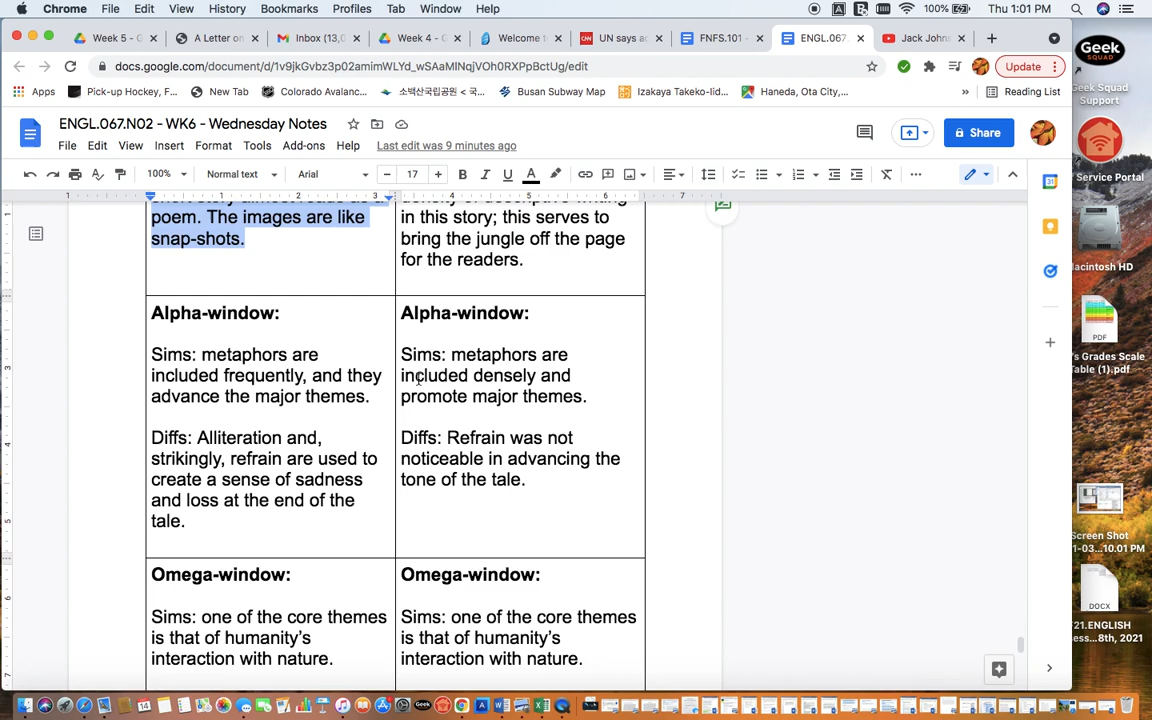 Chrome File Edit View History Bookmarks Profiles Tab Window Help 100% Thu 1:01 PM
Week 5 - G A Letter on Inbox (13,0 Week 4 - G Welcome t UN says ac FNFS.101 - ENGL.067. Jack Johns
docs.google.com/document/d/1v9jkGvbz3p02amimWLYd_wSAaMlNqjVOh0RXPpBctUg/edit Update
Apps Pick-up Hockey, F... New Tab Colorado Avalanc... 소백산국립공원 < 국... Busan Subway Map Izakaya Takeko-Iid... Haneda, Ota City,... » Reading List
ENGL.067.N02 - WK6 - Wednesday Notes
File Edit View Insert Format Tools Add-ons Help Last edit was 9 minutes ago
Share
100% Normal text Arial 17
poem. The images are like
snap-shots.
in this story; this serves to
bring the jungle off the page
for the readers.
Alpha-window:
Sims: metaphors are
included frequently, and they
advance the major themes.
Diffs: Alliteration and,
strikingly, refrain are used to
create a sense of sadness
and loss at the end of the
tale.
Alpha-window:
Sims: metaphors are
included densely and
promote major themes.
Diffs: Refrain was not
noticeable in advancing the
tone of the tale.
Omega-window:
Sims: one of the core themes
is that of humanity's
interaction with nature.
Omega-window:
Sims: one of the core themes
is that of humanity's
interaction with nature.
Geek
SQUAD
Geek Squad
Support
Service Portal
acintosh HD
PDF
's Grades Scale
Table (1).pdf
Screen Shot
1-03...10.01 PM
DOCX
21.ENGLISH
ess...8th, 2021